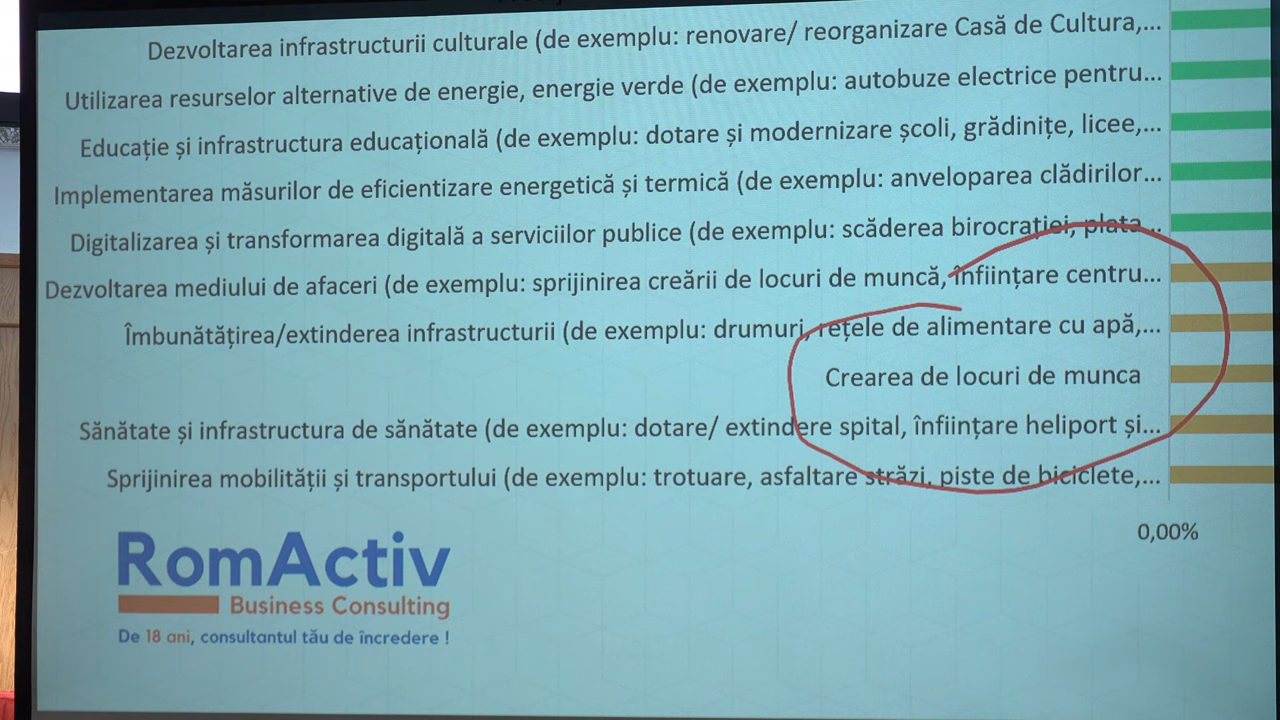 Dezvoltarea infrastructurii culturale (de exemplu: renovare/ reorganizare Casă de Cultura,...
Utilizarea resurselor alternative de energie, energie verde (de exemplu: autobuze electrice pentru...
Educație și infrastructura educațională (de exemplu: dotare și modernizare școli, grădinițe, licee,...
Implementarea măsurilor de eficientizare energetică și termică (de exemplu: anveloparea clădirilor...
Digitalizarea și transformarea digitală a serviciilor publice (de exemplu: scăderea birocrației, plata...
Dezvoltarea mediului de afaceri (de exemplu: sprijinirea creării de locuri de muncă, înființare centru...
Îmbunătățirea/extinderea infrastructurii (de exemplu: drumuri, rețele de alimentare cu apă,...
Crearea de locuri de munca
Sănătate și infrastructura de sănătate (de exemplu: dotare/ extindere spital, înființare heliport și...
Sprijinirea mobilității și transportului (de exemplu: trotuare, asfaltare străzi, piste de biciclete,...
0,00%
RomActiv
Business Consulting
De 18 ani, consultantul tău de încredere !